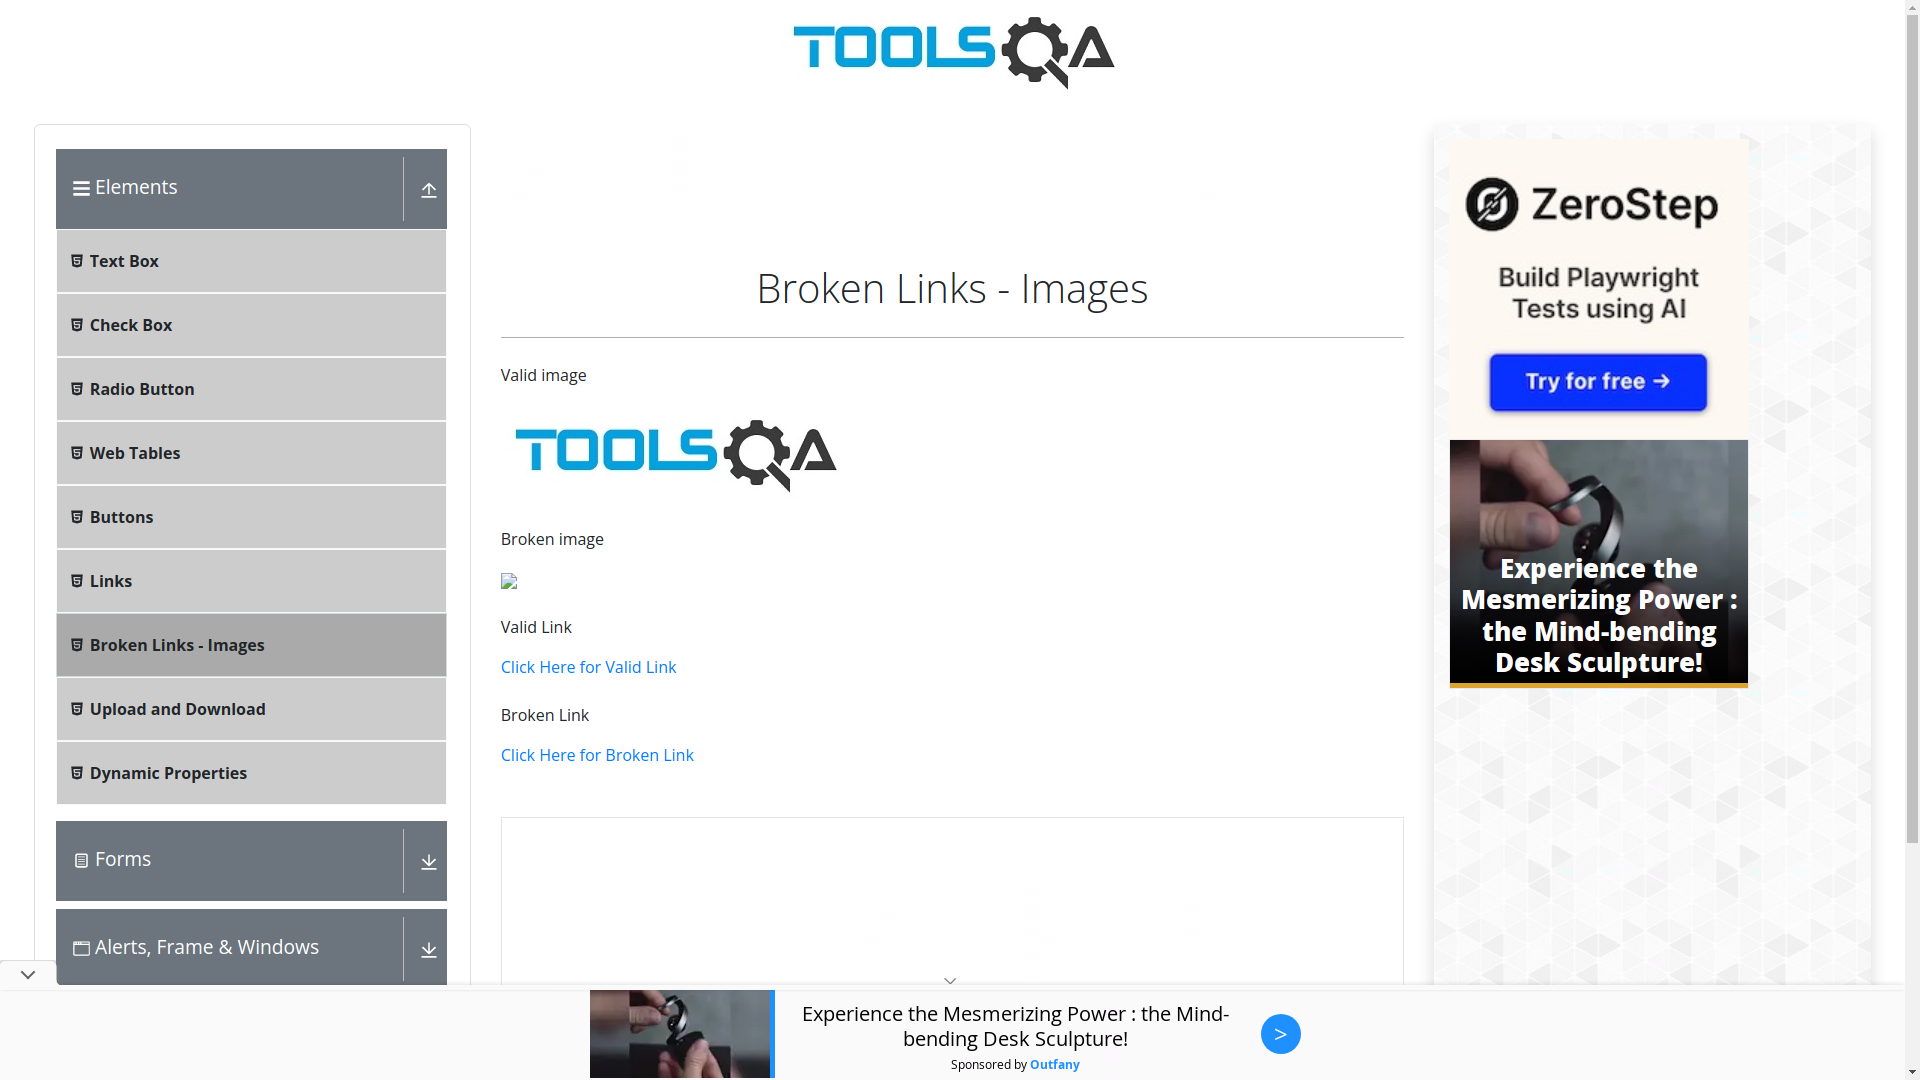 TOOLSQA
Elements
Text Box
Check Box
Radio Button
Web Tables
Buttons
Links
Broken Links - Images
Upload and Download
Dynamic Properties
Forms
Alerts, Frame & Windows
Broken Links - Images
Valid image
TOOLSQA
Broken image
Valid Link
Click Here for Valid Link
Broken Link
Click Here for Broken Link
ZeroStep
Build Playwright
Tests using AI
Try for free →
Experience the
Mesmerizing Power :
the Mind-bending
Desk Sculpture!
Experience the Mesmerizing Power : the Mind-
bending Desk Sculpture!
Sponsored by Outfany
>